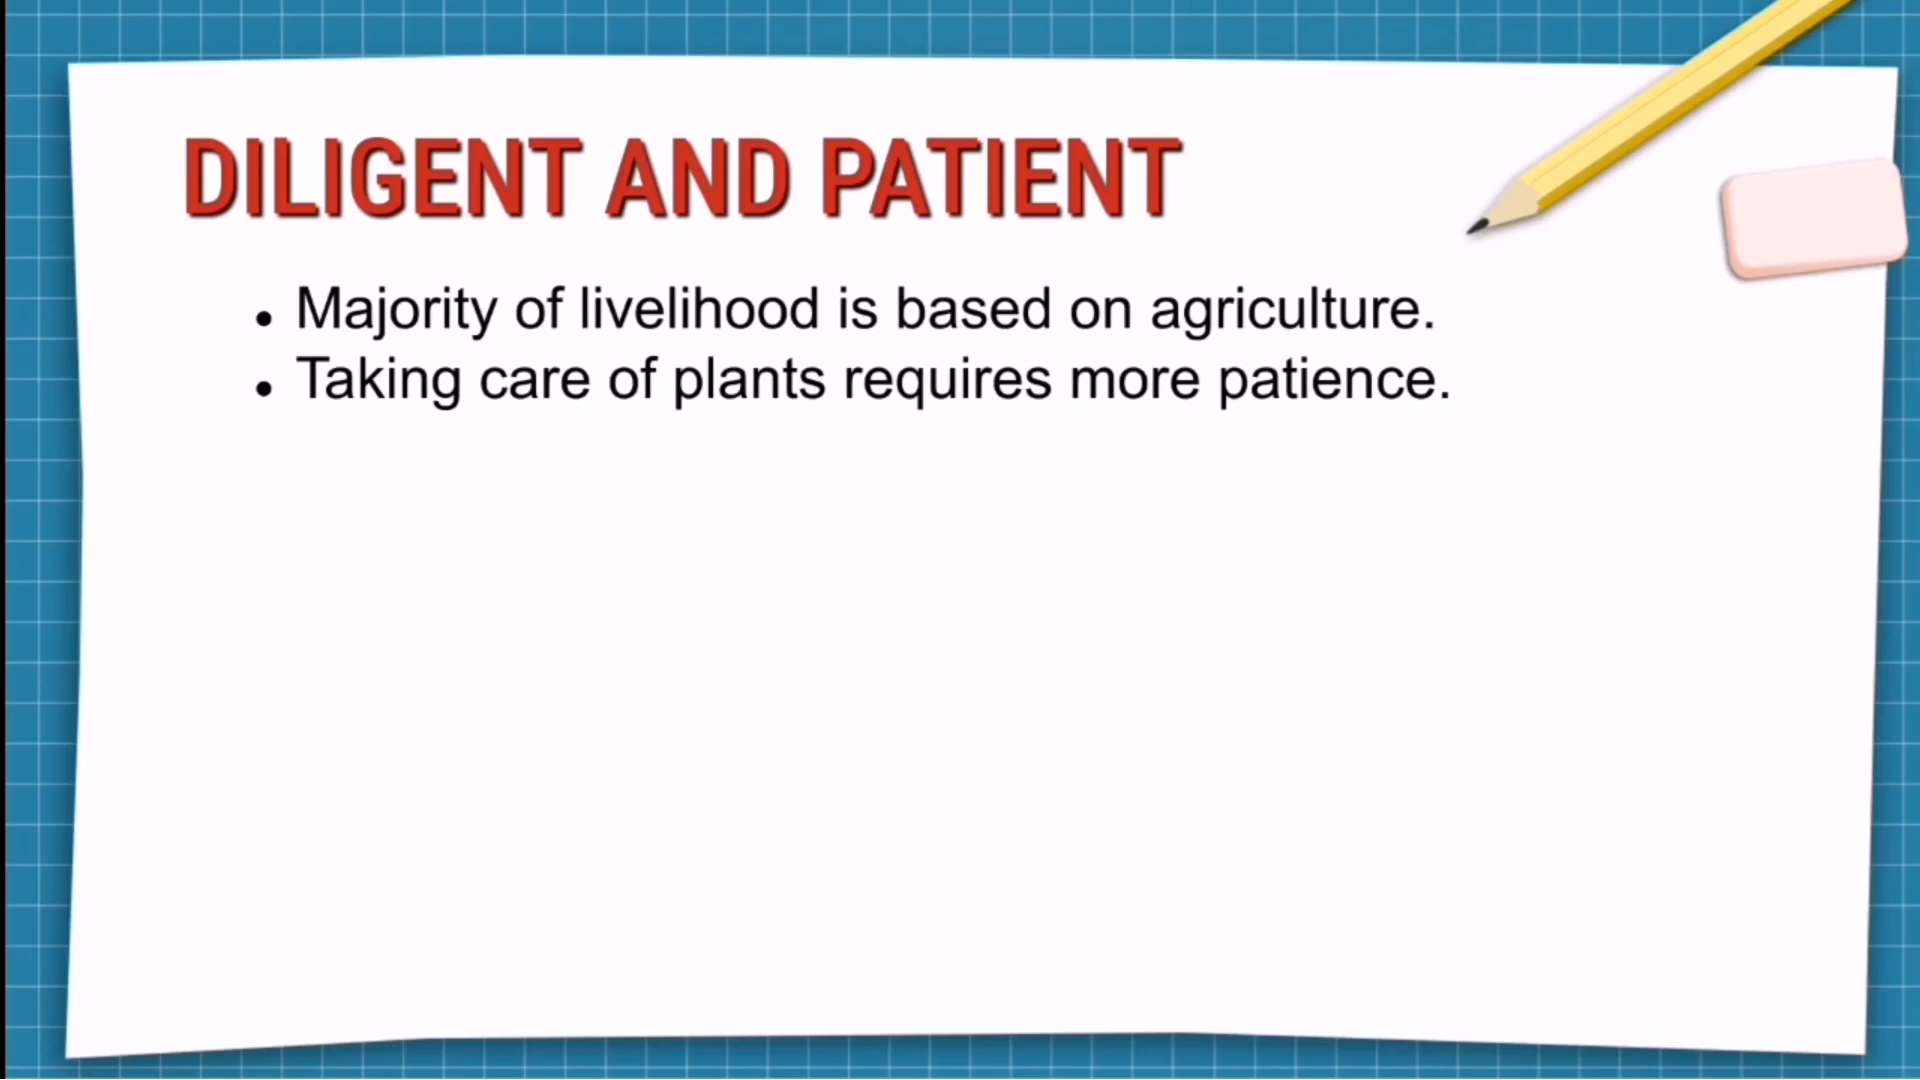 DILIGENT AND PATIENT
• Majority of livelihood is based on agriculture.
• Taking care of plants requires more patience.